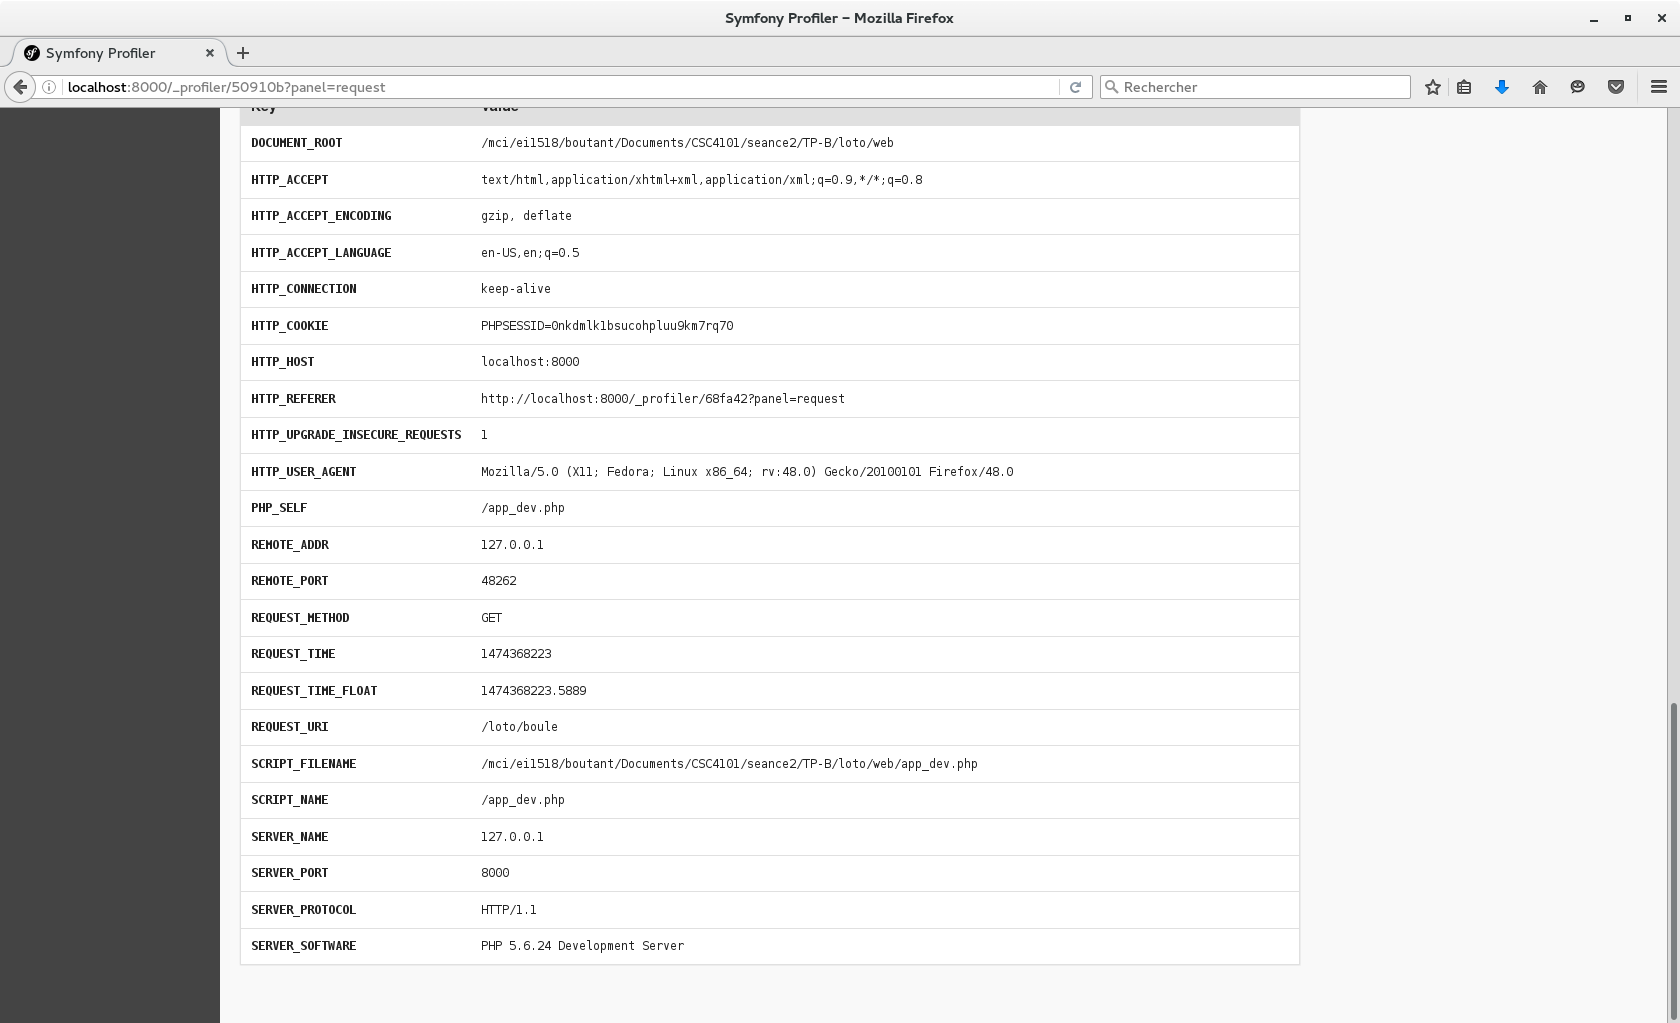 Symfony Profiler – Mozilla Firefox
Symfony Profiler
localhost:8000/_profiler/50910b?panel=request
Rechercher
Key Value
DOCUMENT_ROOT /mci/ei1518/boutant/Documents/CSC4101/seance2/TP-B/loto/web
HTTP_ACCEPT text/html,application/xhtml+xml,application/xml;q=0.9,*/*;q=0.8
HTTP_ACCEPT_ENCODING gzip, deflate
HTTP_ACCEPT_LANGUAGE en-US,en;q=0.5
HTTP_CONNECTION keep-alive
HTTP_COOKIE PHPSESSID=0nkdmlk1bsucohpluu9km7rq70
HTTP_HOST localhost:8000
HTTP_REFERER http://localhost:8000/_profiler/68fa42?panel=request
HTTP_UPGRADE_INSECURE_REQUESTS 1
HTTP_USER_AGENT Mozilla/5.0 (X11; Fedora; Linux x86_64; rv:48.0) Gecko/20100101 Firefox/48.0
PHP_SELF /app_dev.php
REMOTE_ADDR 127.0.0.1
REMOTE_PORT 48262
REQUEST_METHOD GET
REQUEST_TIME 1474368223
REQUEST_TIME_FLOAT 1474368223.5889
REQUEST_URI /loto/boule
SCRIPT_FILENAME /mci/ei1518/boutant/Documents/CSC4101/seance2/TP-B/loto/web/app_dev.php
SCRIPT_NAME /app_dev.php
SERVER_NAME 127.0.0.1
SERVER_PORT 8000
SERVER_PROTOCOL HTTP/1.1
SERVER_SOFTWARE PHP 5.6.24 Development Server